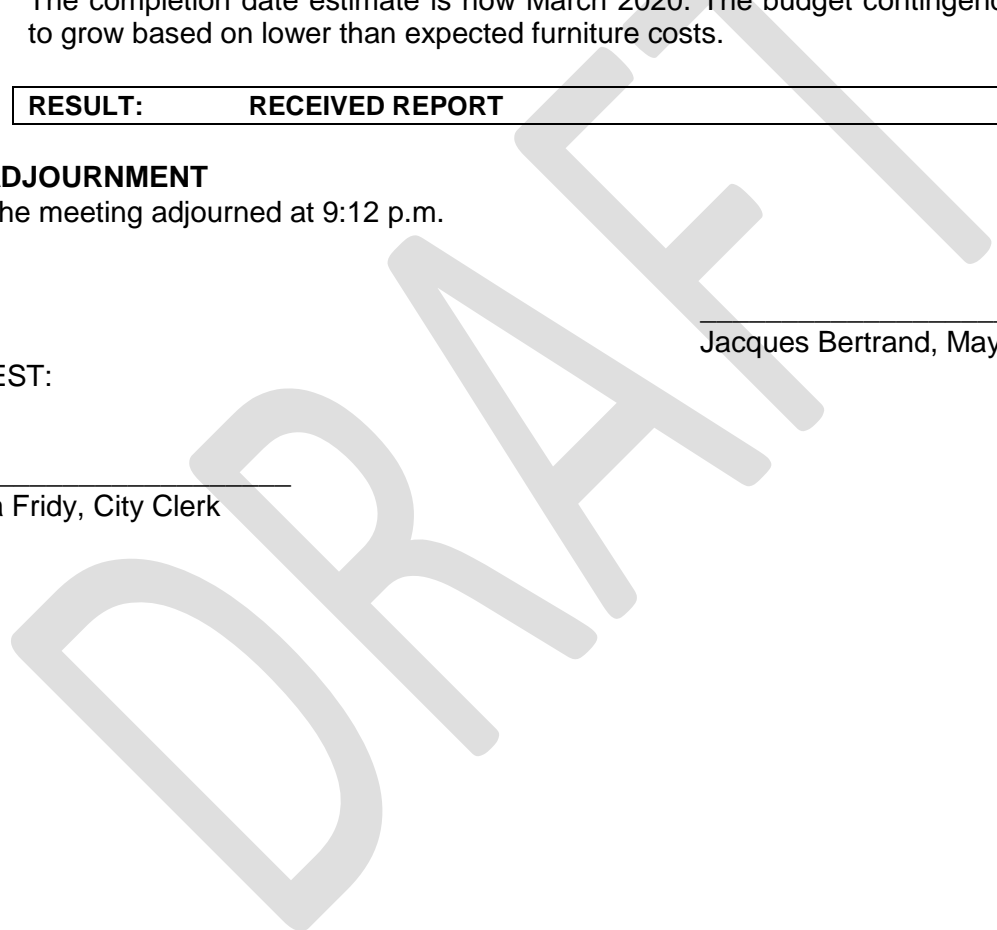 The completion date estimate is now March 2020. The budget contingenc
to grow based on lower than expected furniture costs.
RESULT: RECEIVED REPORT
DJOURNMENT
he meeting adjourned at 9:12 p.m.
____________________
Jacques Bertrand, May
EST:
____________________
Fridy, City Clerk
DRAFT